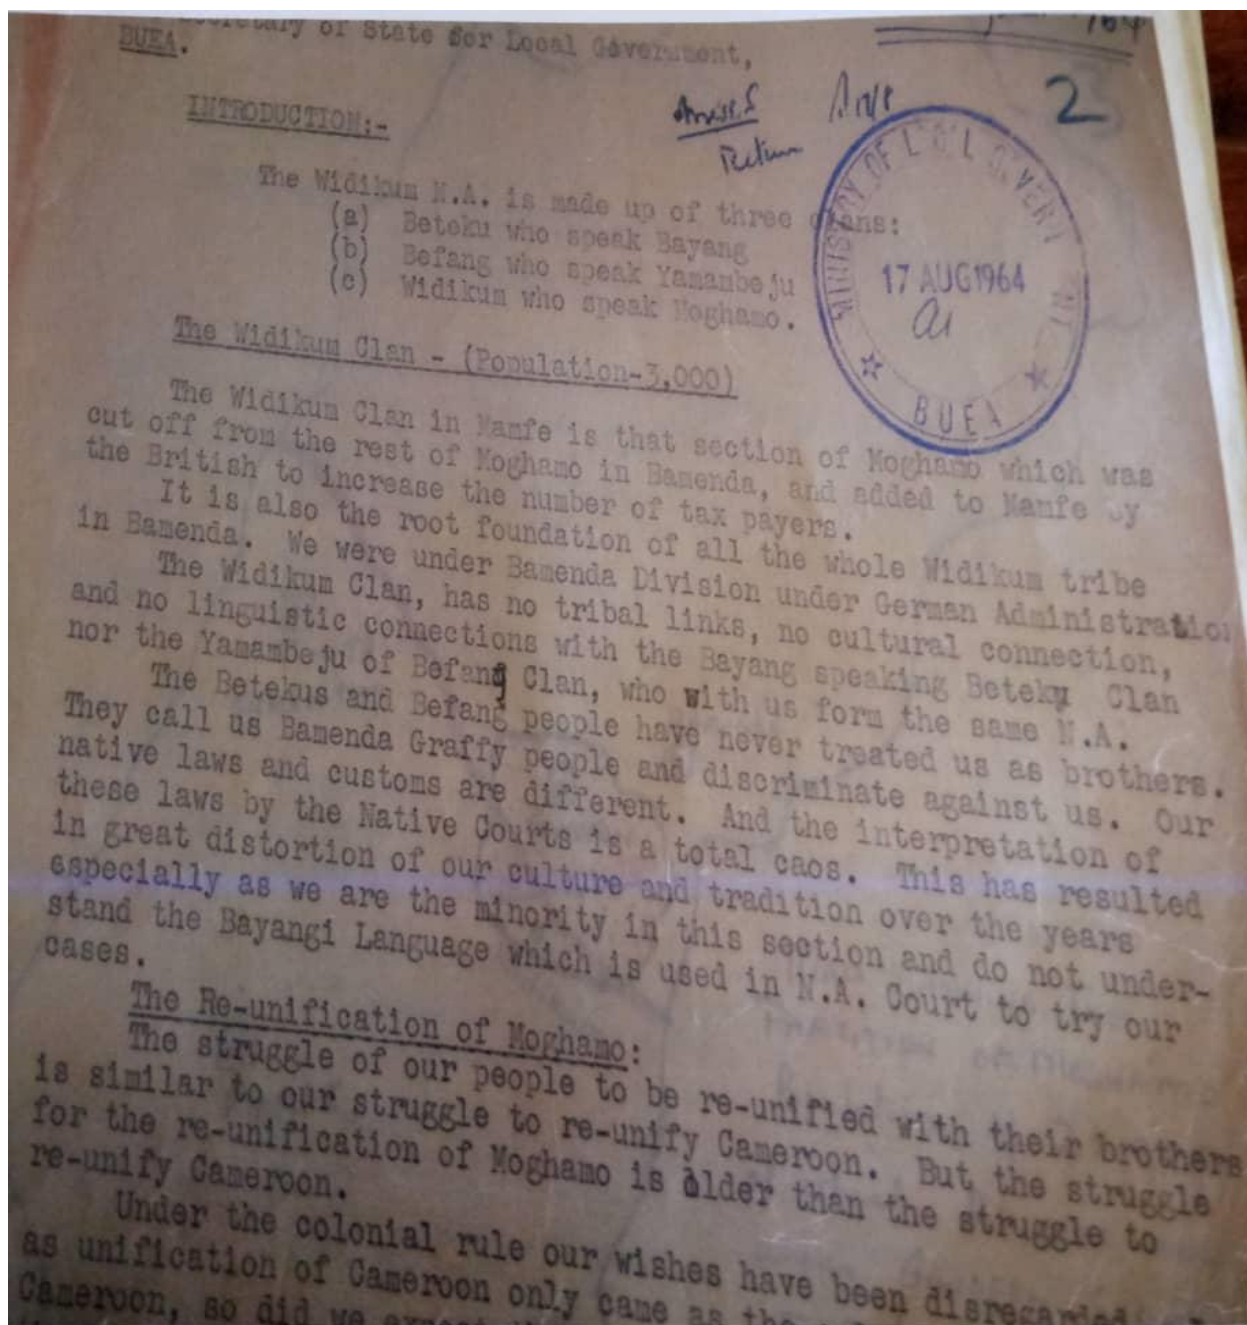 Secretary of State for Local Government,
BUEA.
1964
2
Return
INTRODUCTION:-
MINISTRY OF LOCAL GOVERNMENT
17 AUG 1964
BUEA
The Widikum N.A. is made up of three clans:
(a) Beteku who speak Bayang
(b) Befang who speak Yamambeju
(c) Widikum who speak Moghamo.
The Widikum Clan - (Population-3,000)
The Widikum Clan in Mamfe is that section of Moghamo which was
cut off from the rest of Moghamo in Bamenda, and added to Mamfe by
the British to increase the number of tax payers.
It is also the root foundation of all the whole Widikum tribe
in Bamenda. We were under Bamenda Division under German Administration
The Widikum Clan, has no tribal links, no cultural connection,
and no linguistic connections with the Bayang speaking Beteku Clan
nor the Yamambeju of Befang Clan, who with us form the same N.A.
The Betekus and Befang people have never treated us as brothers.
They call us Bamenda Graffy people and discriminate against us. Our
native laws and customs are different. And the interpretation of
these laws by the Native Courts is a total caos. This has resulted
in great distortion of our culture and tradition over the years
especially as we are the minority in this section and do not under-
stand the Bayangi Language which is used in N.A. Court to try our
cases.
The Re-unification of Moghamo:
The struggle of our people to be re-unified with their brothers
is similar to our struggle to re-unify Cameroon. But the struggle
for the re-unification of Moghamo is older than the struggle to
re-unify Cameroon.
Under the colonial rule our wishes have been disregarded
as unification of Cameroon only came as the
Cameroon, so did we